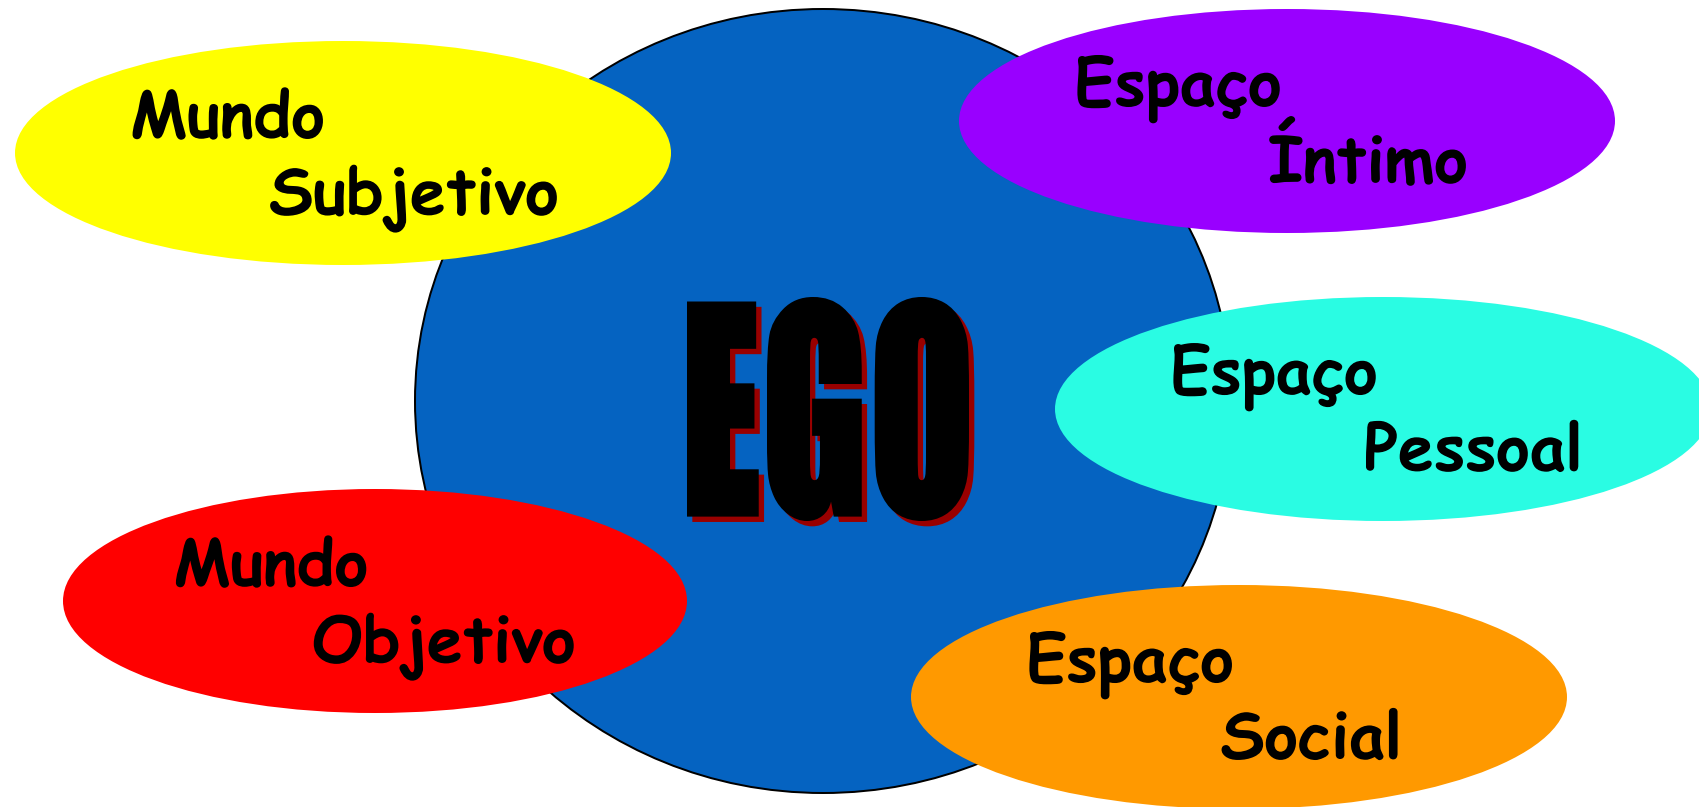 Mundo
Subjetivo
Espaço
Íntimo
EGO
Espaço
Pessoal
Mundo
Objetivo
Espaço
Social